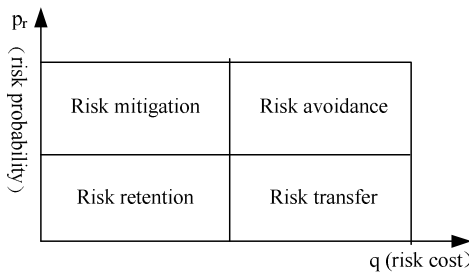 pr
(risk probability)
Risk mitigation
Risk avoidance
Risk retention
Risk transfer
q (risk cost)